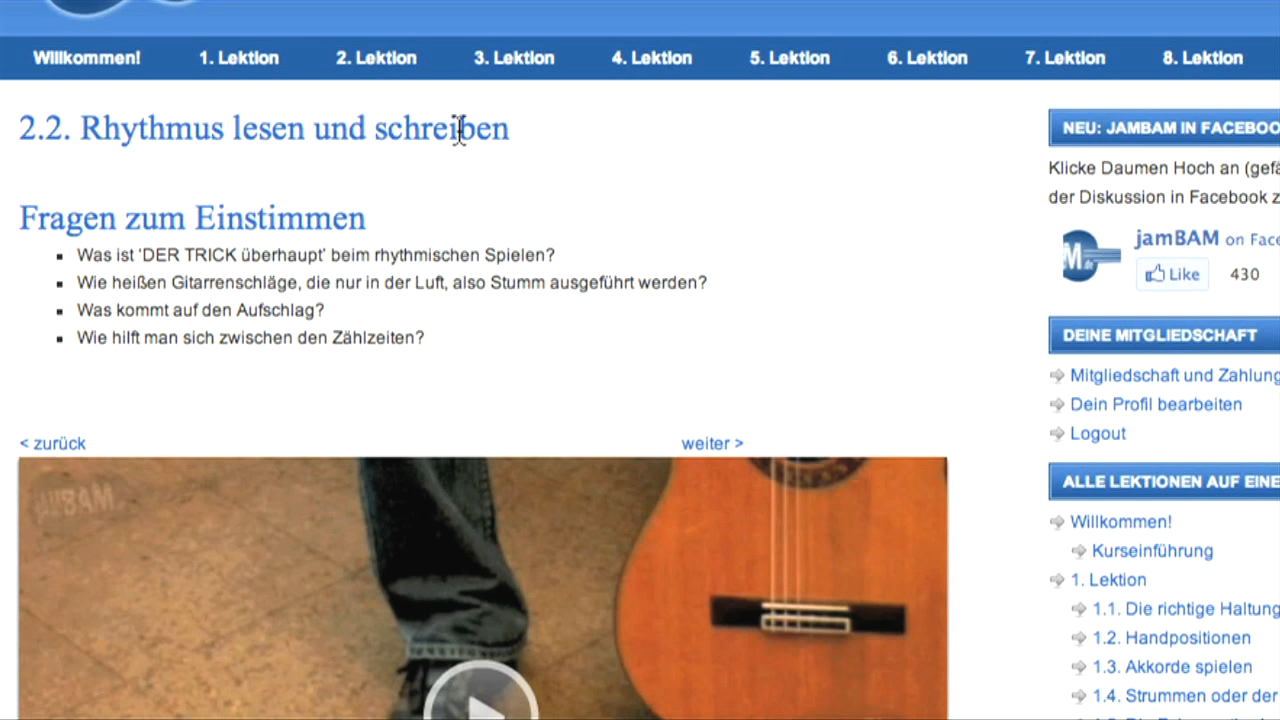 Willkommen! 1. Lektion 2. Lektion 3. Lektion 4. Lektion 5. Lektion 6. Lektion 7. Lektion 8. Lektion
2.2. Rhythmus lesen und schreiben
Fragen zum Einstimmen
Was ist ‘DER TRICK überhaupt’ beim rhythmischen Spielen?
Wie heißen Gitarrenschläge, die nur in der Luft, also Stumm ausgeführt werden?
Was kommt auf den Aufschlag?
Wie hilft man sich zwischen den Zählzeiten?
< zurück weiter >
jamBAM
NEU: JAMBAM IN FACEBOO
Klicke Daumen Hoch an (gefä
der Diskussion in Facebook z
M.de
jamBAM on Face
Like 430
DEINE MITGLIEDSCHAFT
Mitgliedschaft und Zahlung
Dein Profil bearbeiten
Logout
ALLE LEKTIONEN AUF EINE
Willkommen!
Kurseinführung
1. Lektion
1.1. Die richtige Haltung
1.2. Handpositionen
1.3. Akkorde spielen
1.4. Strummen oder der